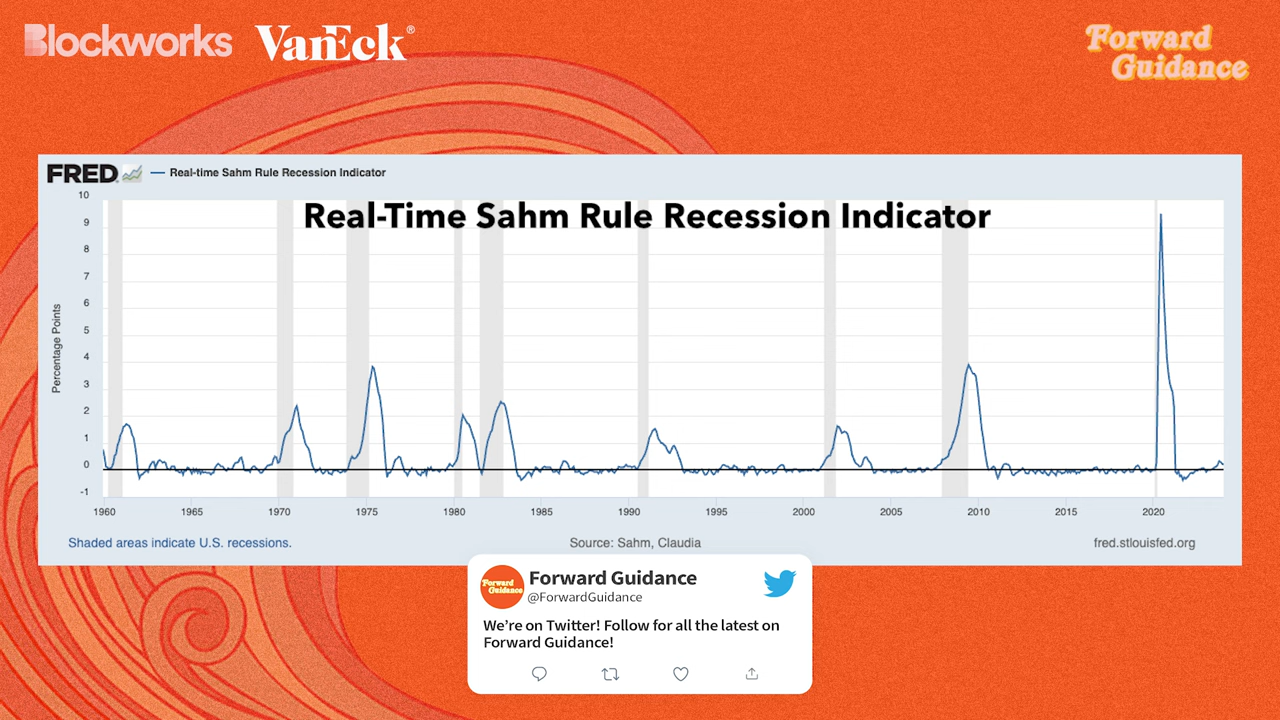 Blockworks VanEck®
Forward
Guidance
FRED Real-time Sahm Rule Recession Indicator
Real-Time Sahm Rule Recession Indicator
Percentage Points
10
9
8
7
6
5
4
3
2
1
0
-1
1960 1965 1970 1975 1980 1985 1990 1995 2000 2005 2010 2015 2020
Shaded areas indicate U.S. recessions. Source: Sahm, Claudia fred.stlouisfed.org
Forward
Guidance
Forward Guidance
@ForwardGuidance
We're on Twitter! Follow for all the latest on
Forward Guidance!